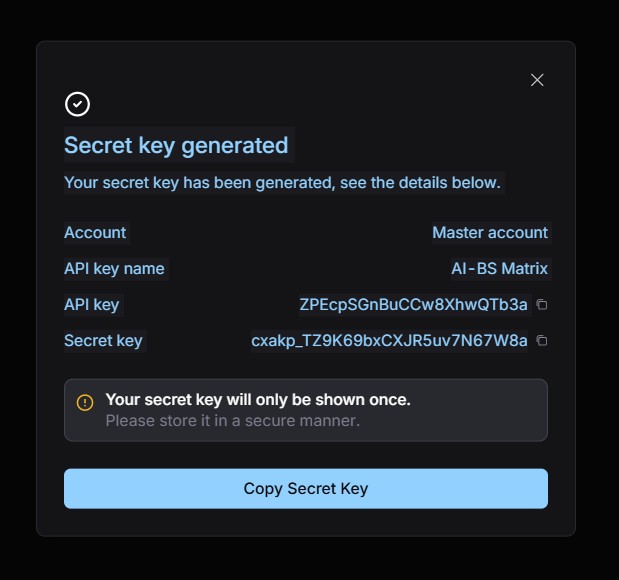 Secret key generated
Your secret key has been generated, see the details below.
Account Master account
API key name AI-BS Matrix
API key ZPEcpSGnBuCCw8XhwQTb3a
Secret key cxakp_TZ9K69bxCXJR5uv7N67W8a
Your secret key will only be shown once.
Please store it in a secure manner.
Copy Secret Key